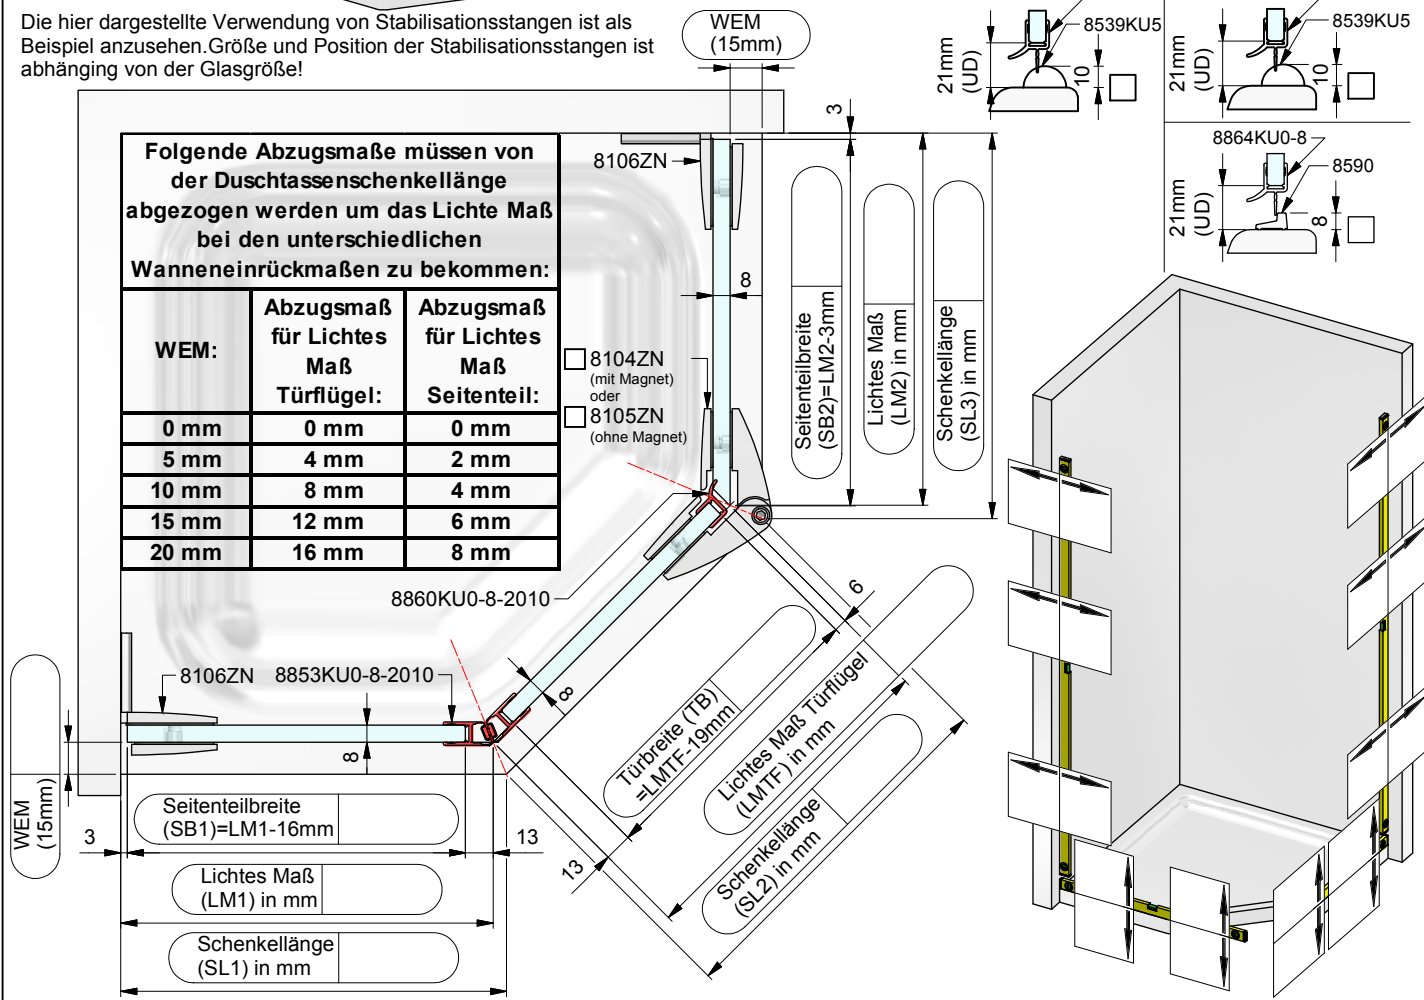 Die hier dargestellte Verwendung von Stabilisationsstangen ist als
Beispiel anzusehen.Größe und Position der Stabilisationsstangen ist
abhänging von der Glasgröße!
WEM
(15mm)
8539KU5
21mm
(UD)
10
8539KU5
21mm
(UD)
10
8864KU0-8
8590
21mm
(UD)
8
3
8106ZN
Folgende Abzugsmaße müssen von
der Duschtassenschenkellänge
abgezogen werden um das Lichte Maß
bei den unterschiedlichen
Wanneneinrückmaßen zu bekommen:
WEM:
Abzugsmaß
für Lichtes
Maß
Türflügel:
Abzugsmaß
für Lichtes
Maß
Seitenteil:
0 mm 0 mm 0 mm
5 mm 4 mm 2 mm
10 mm 8 mm 4 mm
15 mm 12 mm 6 mm
20 mm 16 mm 8 mm
8
8104ZN
(mit Magnet)
oder
8105ZN
(ohne Magnet)
Seitenteilbreite
(SB2)=LM2-3mm
Lichtes Maß
(LM2) in mm
Schenkellänge
(SL3) in mm
8860KU0-8-2010
6
8106ZN
8853KU0-8-2010
8
8
Türbreite (TB)
=LMTF-19mm
Lichtes Maß Türflügel
(LMTF) in mm
Schenkellänge
(SL2) in mm
13
WEM
(15mm)
3
Seitenteilbreite
(SB1)=LM1-16mm
13
Lichtes Maß
(LM1) in mm
Schenkellänge
(SL1) in mm